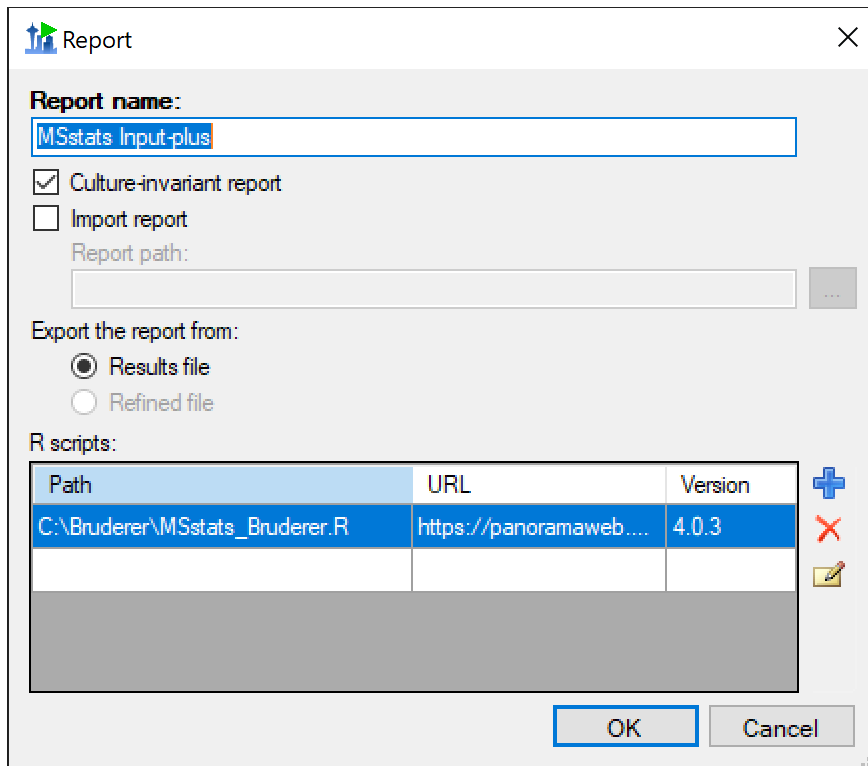 Report
Report name:
MSstats Input-plus
Culture-invariant report
Import report
Report path:
...
Export the report from:
Results file
Refined file
R scripts:
Path URL Version
C:\Bruderer\MSstats_Bruderer.R https://panoramaweb.... 4.0.3
OK Cancel